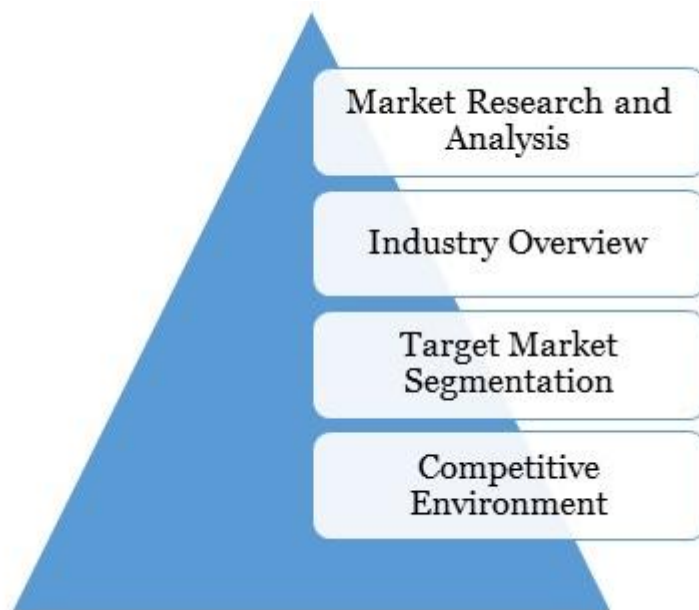 Market Research and
Analysis
Industry Overview
Target Market
Segmentation
Competitive
Environment